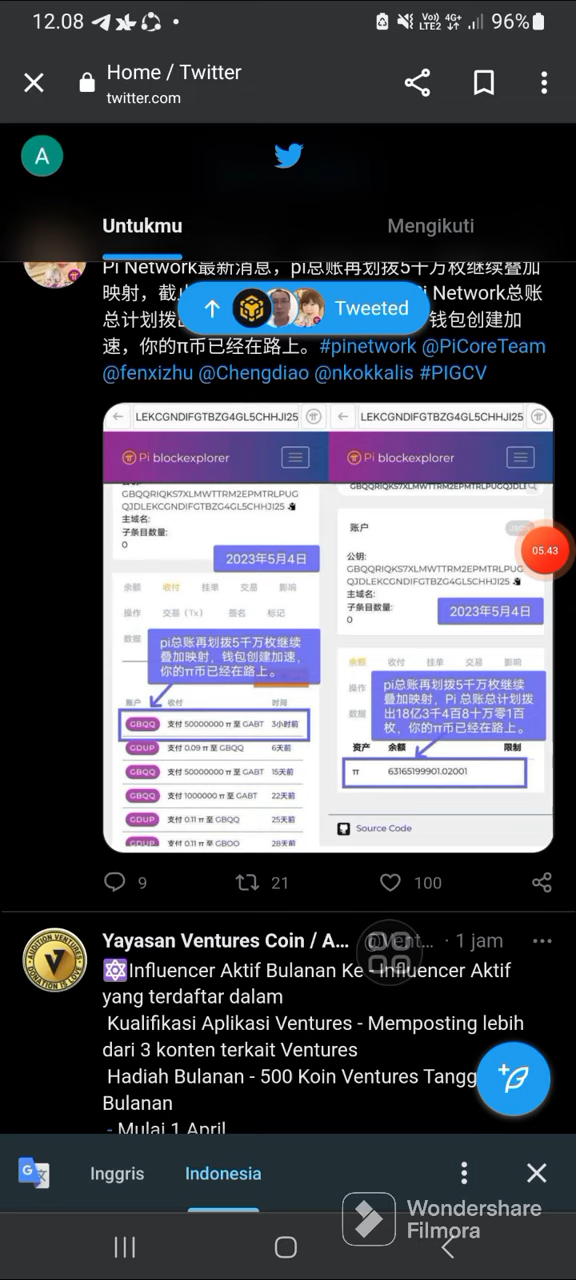 12.08
Vo)) LTE2 4G+ 96%
Home / Twitter
twitter.com
A
Untukmu Mengikuti
Pi Network最新消息，pi总账再划拨5千万枚继续叠加
映射，截 Pi Network总账
总计划拨 钱包创建加
速，你的π币已经在路上。#pinetwork @PiCoreTeam
@fenxizhu @Chengdiao @nkokkalis #PIGCV
Tweeted
LEKCGNDIFGTBZG4GL5CHHJI25
Pi blockexplorer
GBQQRIQKS7XLMWTTRM2EPMTRLPUG
QJDLEKCGNDIFGTBZG4GL5CHHJI25
主域名:
子条目数量:
0
2023年5月4日
余额 收付 挂单 交易 影响
操作 交易 (Tx) 签名 标记
数据
pi总账再划拨5千万枚继续
叠加映射，钱包创建加速，
你的π币已经在路上。
账户 收付 时间
GBQQ 支付 50000000 π 至 GABT 3小时前
GDUP 支付 0.09 π 至 GBQQ 6天前
GBQQ 支付 50000000 π 至 GABT 15天前
GBQQ 支付 1000000 π 至 GABT 22天前
GDUP 支付 0.11 π 至 GBQQ 25天前
GDUP 支付 0.11 π 至 GBQQ 28天前
LEKCGNDIFGTBZG4GL5CHHJI25
Pi blockexplorer
GBQQRIQKS7XLMWTTRM2EPMTRLPUGQJDLE
账户
公钥:
GBQQRIQKS7XLMWTTRM2EPMTRLPUG
QJDLEKCGNDIFGTBZG4GL5CHHJI25
主域名:
子条目数量:
0
2023年5月4日
余额 收付 挂单 交易 影响
操作
数据
pi总账再划拨5千万枚继续
叠加映射，Pi 总账总计划拨
出18亿3千4百8十万零1百
枚，你的π币已经在路上。
资产 余额 限制
π 63165199901.02001
Source Code
05.43
9 21 100
Yayasan Ventures Coin / A... @Vent... · 1 jam
Influencer Aktif Bulanan Ke - Influencer Aktif
yang terdaftar dalam
Kualifikasi Aplikasi Ventures - Memposting lebih
dari 3 konten terkait Ventures
Hadiah Bulanan - 500 Koin Ventures Tangg
Bulanan
- Mulai 1 April
Inggris Indonesia
Wondershare
Filmora